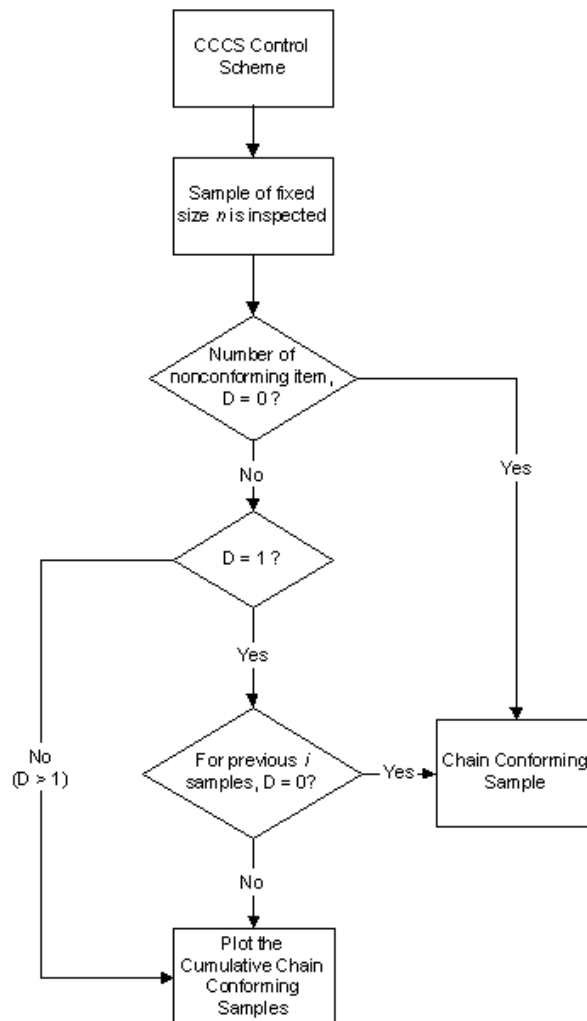 CCCS Control
Scheme
Sample of fixed
size n is inspected
Number of
nonconforming item,
D = 0 ?
Yes
No
D = 1 ?
Yes
No
(D > 1)
For previous i
samples, D = 0?
Yes
Chain Conforming
Sample
No
Plot the
Cumulative Chain
Conforming
Samples